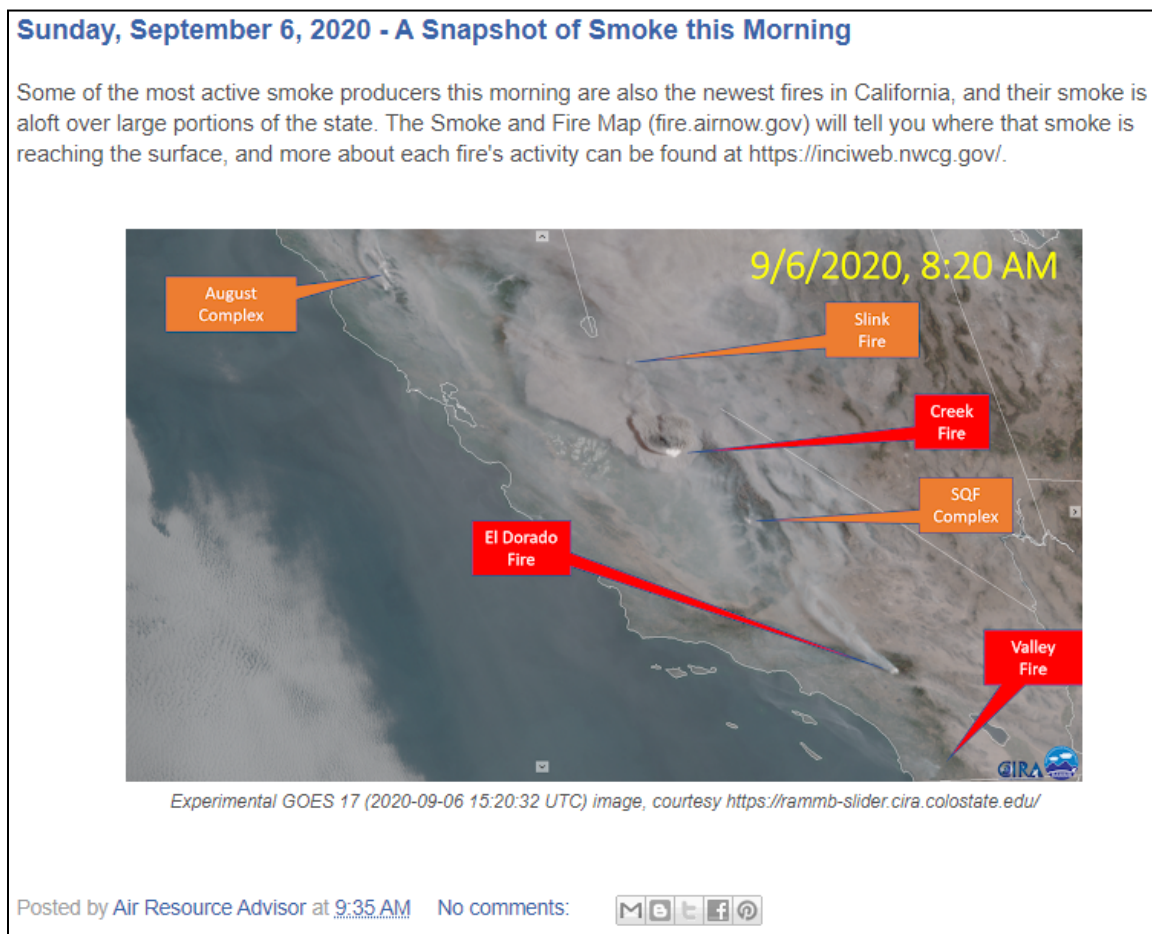 Sunday, September 6, 2020 - A Snapshot of Smoke this Morning
Some of the most active smoke producers this morning are also the newest fires in California, and their smoke is
aloft over large portions of the state. The Smoke and Fire Map (fire.airnow.gov) will tell you where that smoke is
reaching the surface, and more about each fire's activity can be found at https://inciweb.nwcg.gov/.
9/6/2020, 8:20 AM
August
Complex
Slink
Fire
Creek
Fire
SQF
Complex
El Dorado
Fire
Valley
Fire
CIRA
Experimental GOES 17 (2020-09-06 15:20:32 UTC) image, courtesy https://rammb-slider.cira.colostate.edu/
Posted by Air Resource Advisor at 9:35 AM No comments: